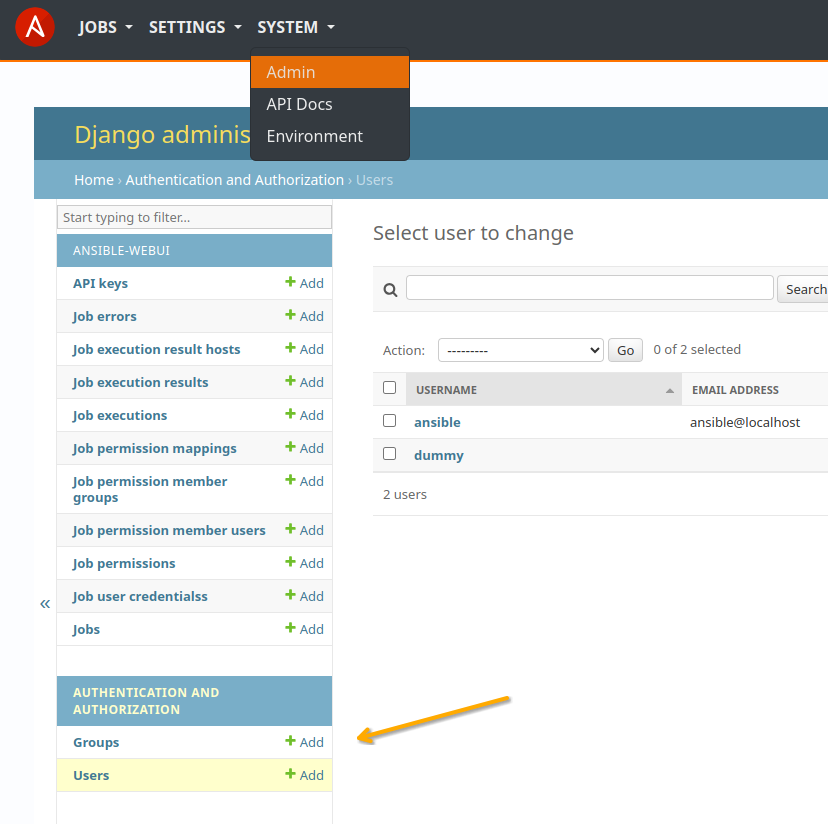 JOBS SETTINGS SYSTEM
Admin
API Docs
Environment
Django adminis
Home › Authentication and Authorization › Users
Start typing to filter...
ANSIBLE-WEBUI
API keys + Add
Job errors + Add
Job execution result hosts + Add
Job execution results + Add
Job executions + Add
Job permission mappings + Add
Job permission member groups + Add
Job permission member users + Add
Job permissions + Add
Job user credentialss + Add
Jobs + Add
«
AUTHENTICATION AND
AUTHORIZATION
Groups + Add
Users + Add
Select user to change
Search
Action: --------- Go 0 of 2 selected
USERNAME EMAIL ADDRESS
ansible ansible@localhost
dummy
2 users